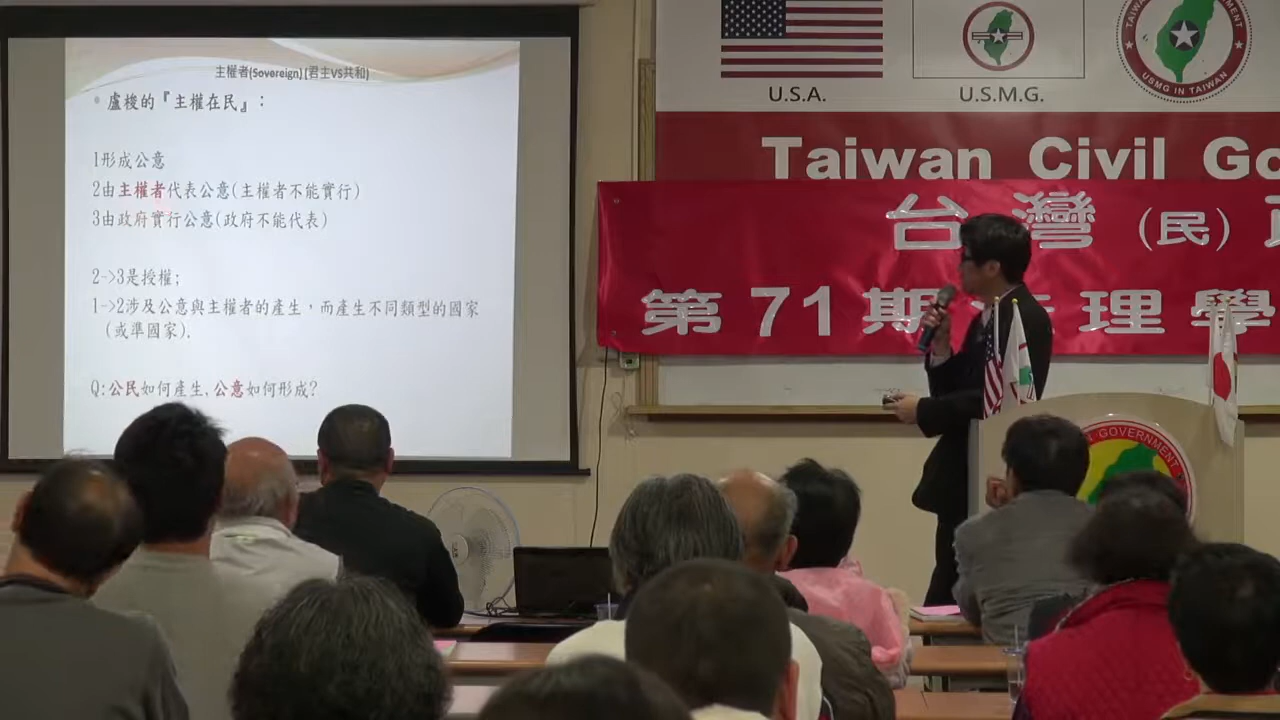 主權者(Sovereign) [君主VS共和)
• 盧梭的『主權在民』:
1形成公意
2由主權者代表公意(主權者不能實行)
3由政府實行公意(政府不能代表)
2->3是授權;
1->2涉及公意與主權者的產生,而產生不同類型的國家
(或準國家).
Q:公民如何產生,公意如何形成?
U.S.A.
U.S.M.G.
USMG IN TAIWAN
Taiwan Civil Go
台灣(民)
第71期 理學
GOVERNMENT